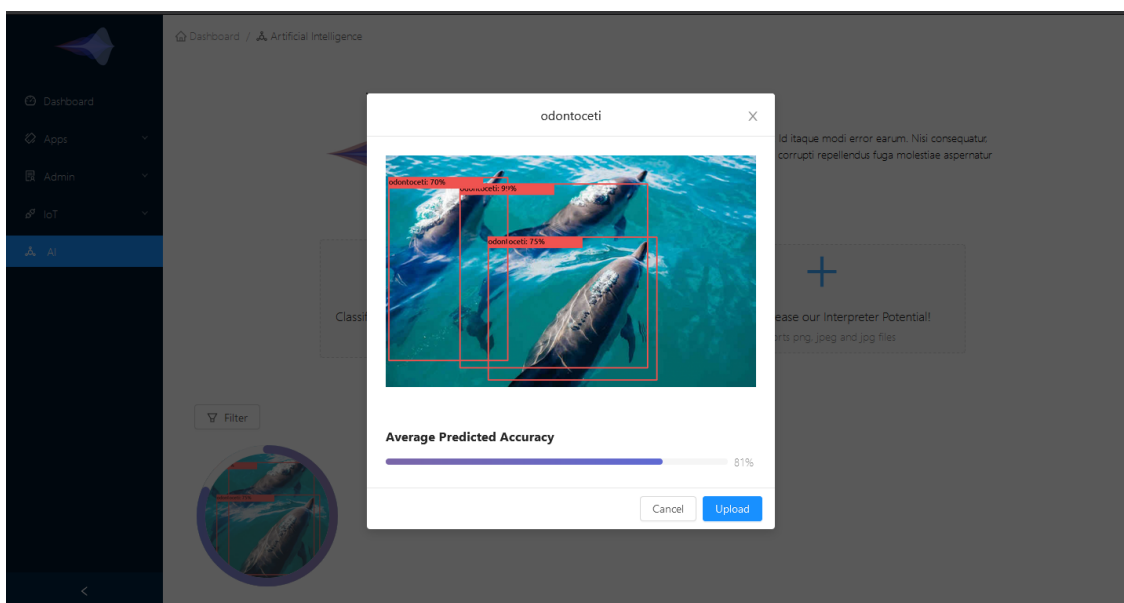 Dashboard / Artificial Intelligence
Dashboard
Apps
Admin
IoT
AI
odontoceti
X
Id itaque modi error earum. Nisi consequatur.
corrupti repellendus fuga molestiae aspernatur
odontoceti: 70%
odontoceti: 99%
odontoceti: 75%
Classif
ease our Interpreter Potential!
rts png, jpeg and jpg files
Filter
Average Predicted Accuracy
81%
Cancel
Upload